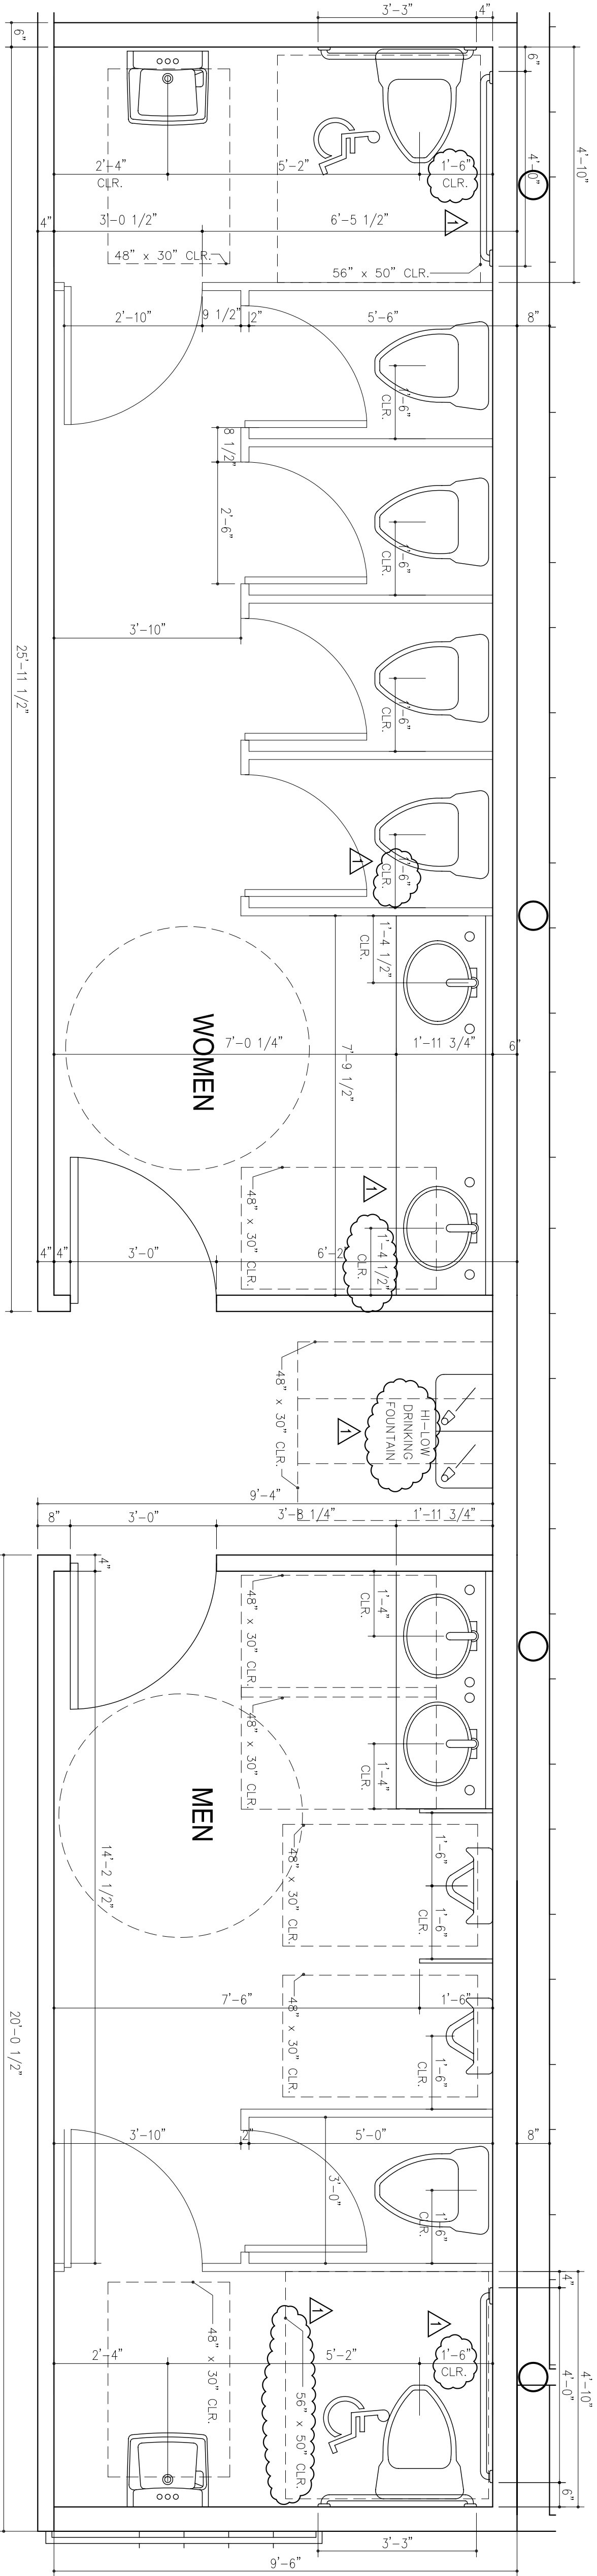 3'-3"
4"
6"
6"
4'-10"
4'-0"
2'-4"
CLR.
5'-2"
1'-6"
CLR.
1
4"
3'-0 1/2"
6'-5 1/2"
48" x 30" CLR.
56" x 50" CLR.
2'-10"
9 1/2"
2"
5'-6"
8"
1'-6"
CLR.
8 1/2"
2'-6"
1'-6"
CLR.
3'-10"
1'-6"
CLR.
25'-11 1/2"
1
1'-6"
CLR.
1'-4 1/2"
CLR.
WOMEN
7'-0 1/4"
1'-11 3/4"
6"
7'-9 1/2"
48" x 30" CLR.
1
1'-4 1/2"
CLR.
4"
4"
3'-0"
6'-2"
48" x 30" CLR.
HI-LOW
DRINKING
FOUNTAIN
1
9'-4"
8"
3'-0"
3'-8 1/4"
1'-11 3/4"
4"
48" x 30" CLR.
1'-4"
CLR.
48" x 30" CLR.
1'-4"
CLR.
MEN
14'-2 1/2"
48" x 30" CLR.
1'-6"
1'-6"
CLR.
48" x 30" CLR.
7'-6"
1'-6"
1'-6"
CLR.
20'-0 1/2"
3'-10"
2"
5'-0"
8"
3'-0"
1'-6"
CLR.
4"
4'-0"
4'-10"
6"
48" x 30" CLR.
1
1
2'-4"
5'-2"
1'-6"
CLR.
56" x 50" CLR.
3'-3"
9'-6"